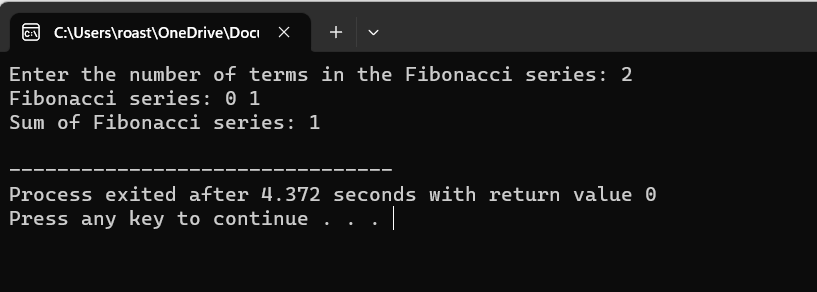 C:\Users\roast\OneDrive\Docu
Enter the number of terms in the Fibonacci series: 2
Fibonacci series: 0 1
Sum of Fibonacci series: 1
--------------------------------
Process exited after 4.372 seconds with return value 0
Press any key to continue . . .